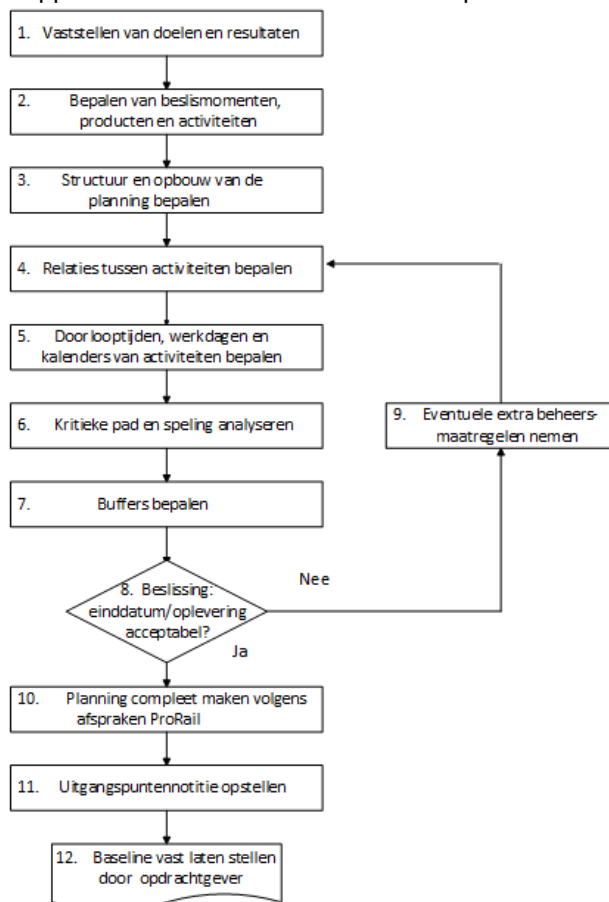 1. Vaststellen van doelen en resultaten
2. Bepalen van beslismomenten,
producten en activiteiten
3. Structuur en opbouw van de
planning bepalen
4. Relaties tussen activiteiten bepalen
5. Doorlooptijden, werkdagen en
kalenders van activiteiten bepalen
6. Kritieke pad en speling analyseren
9. Eventuele extra beheers-
maatregelen nemen
7. Buffers bepalen
8. Beslissing:
einddatum/oplevering
acceptabel?
Nee
Ja
10. Planning compleet maken volgens
afspraken ProRail
11. Uitgangspuntennotitie opstellen
12. Baseline vast laten stellen
door opdrachtgever